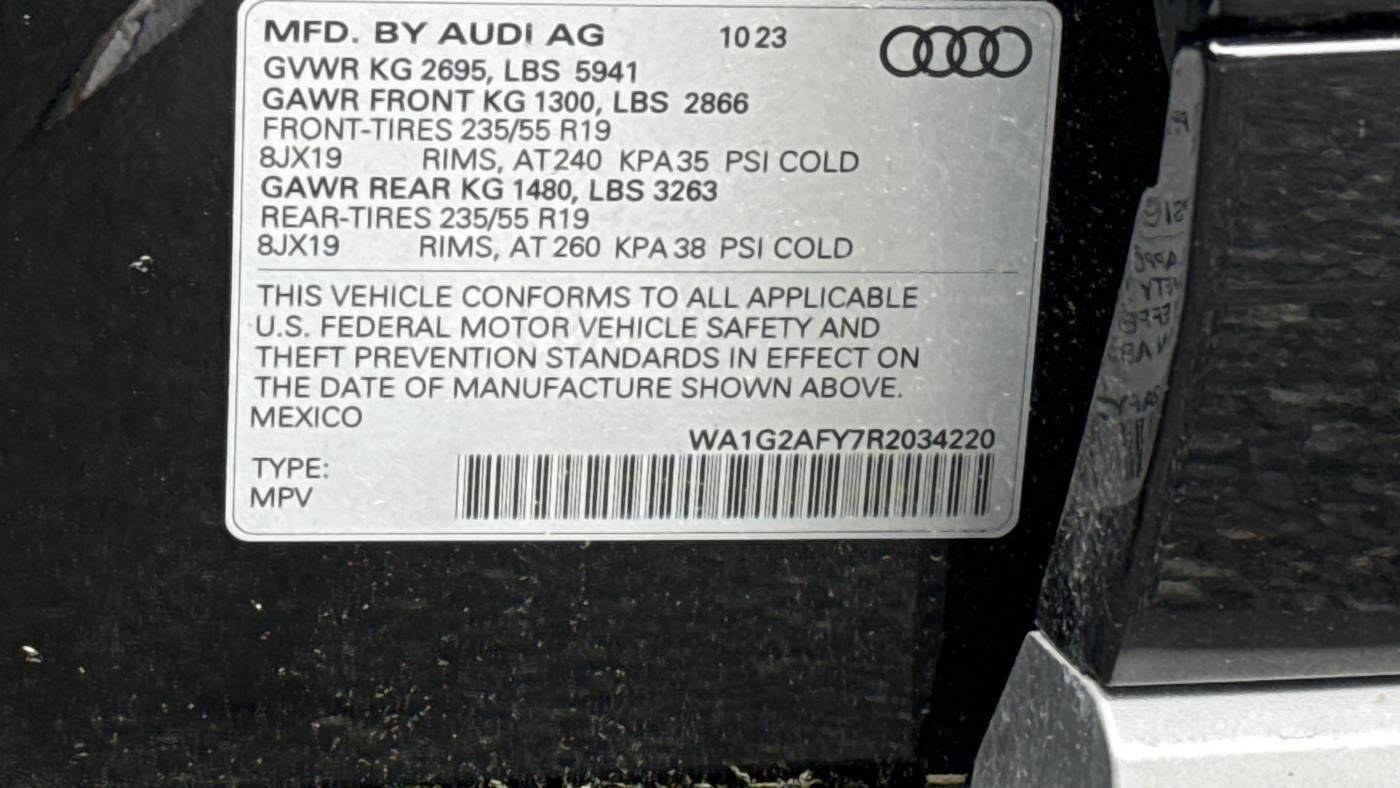 MFD. BY AUDI AG 10 23
GVWR KG 2695, LBS 5941
GAWR FRONT KG 1300, LBS 2866
FRONT-TIRES 235/55 R19
8JX19 RIMS, AT 240 KPA 35 PSI COLD
GAWR REAR KG 1480, LBS 3263
REAR-TIRES 235/55 R19
8JX19 RIMS, AT 260 KPA 38 PSI COLD
THIS VEHICLE CONFORMS TO ALL APPLICABLE
U.S. FEDERAL MOTOR VEHICLE SAFETY AND
THEFT PREVENTION STANDARDS IN EFFECT ON
THE DATE OF MANUFACTURE SHOWN ABOVE.
MEXICO
WA1G2AFY7R2034220
TYPE:
MPV